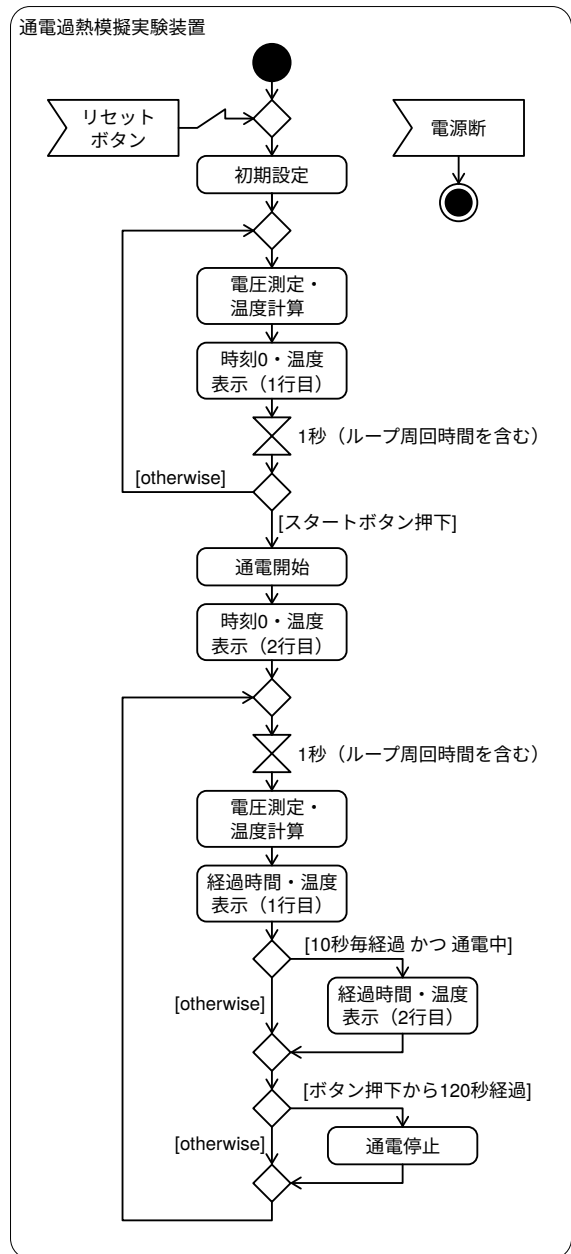 通電過熱模擬実験装置
リセット
ボタン
電源断
初期設定
電圧測定・
温度計算
時刻0・温度
表示（1行目）
1秒（ループ周回時間を含む）
[otherwise]
[スタートボタン押下]
通電開始
時刻0・温度
表示（2行目）
1秒（ループ周回時間を含む）
電圧測定・
温度計算
経過時間・温度
表示（1行目）
[10秒毎経過 かつ 通電中]
[otherwise]
経過時間・温度
表示（2行目）
[ボタン押下から120秒経過]
[otherwise]
通電停止